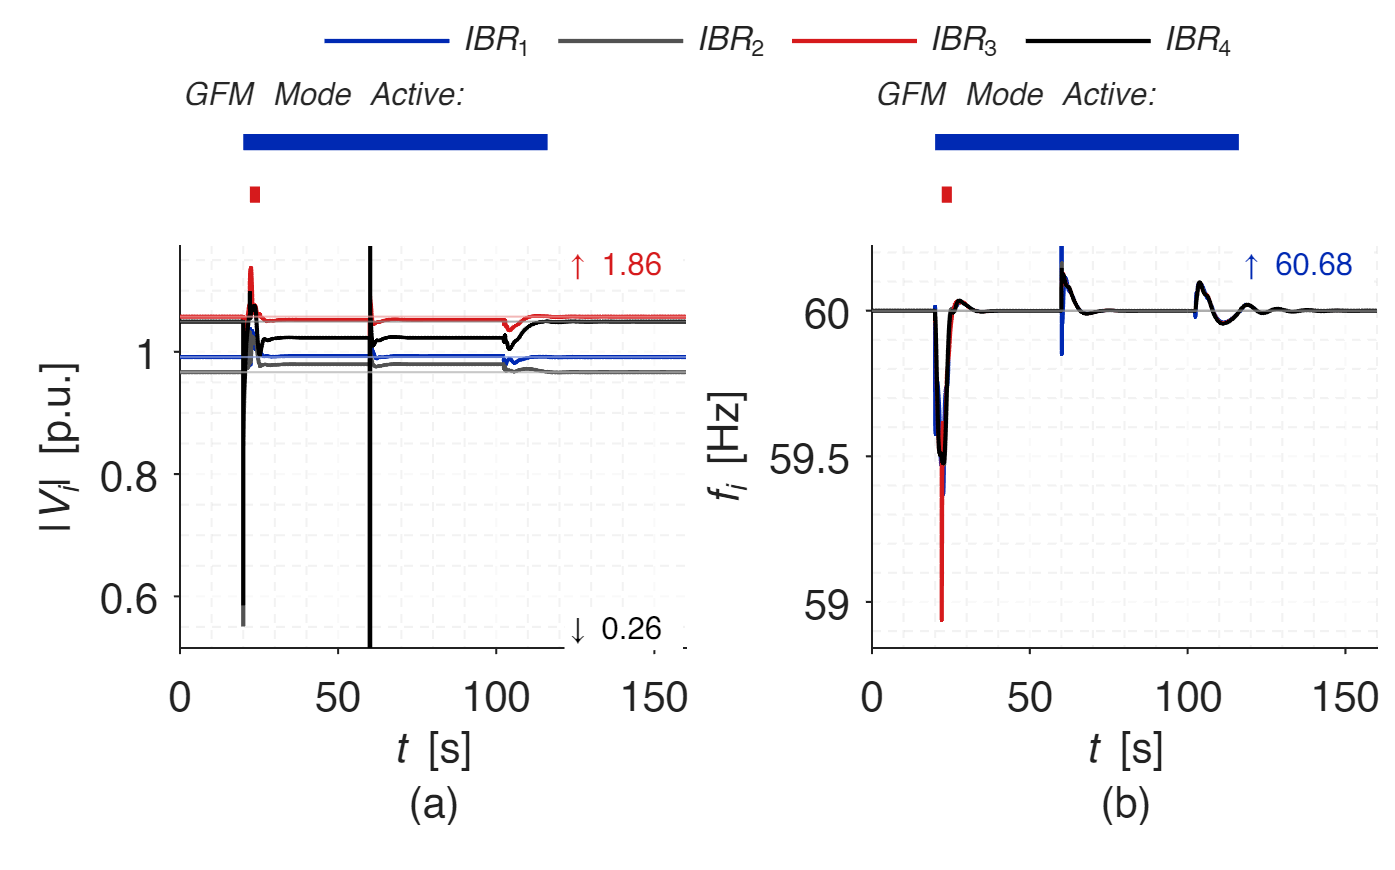 IBR1 IBR2 IBR3 IBR4
GFM Mode Active: GFM Mode Active:
↑ 1.86 ↑ 60.68
1 60
0.8 59.5
0.6 59
↓ 0.26
|Vi| [p.u.] fi [Hz]
0 50 100 150 0 50 100 150
t [s] t [s]
(a) (b)